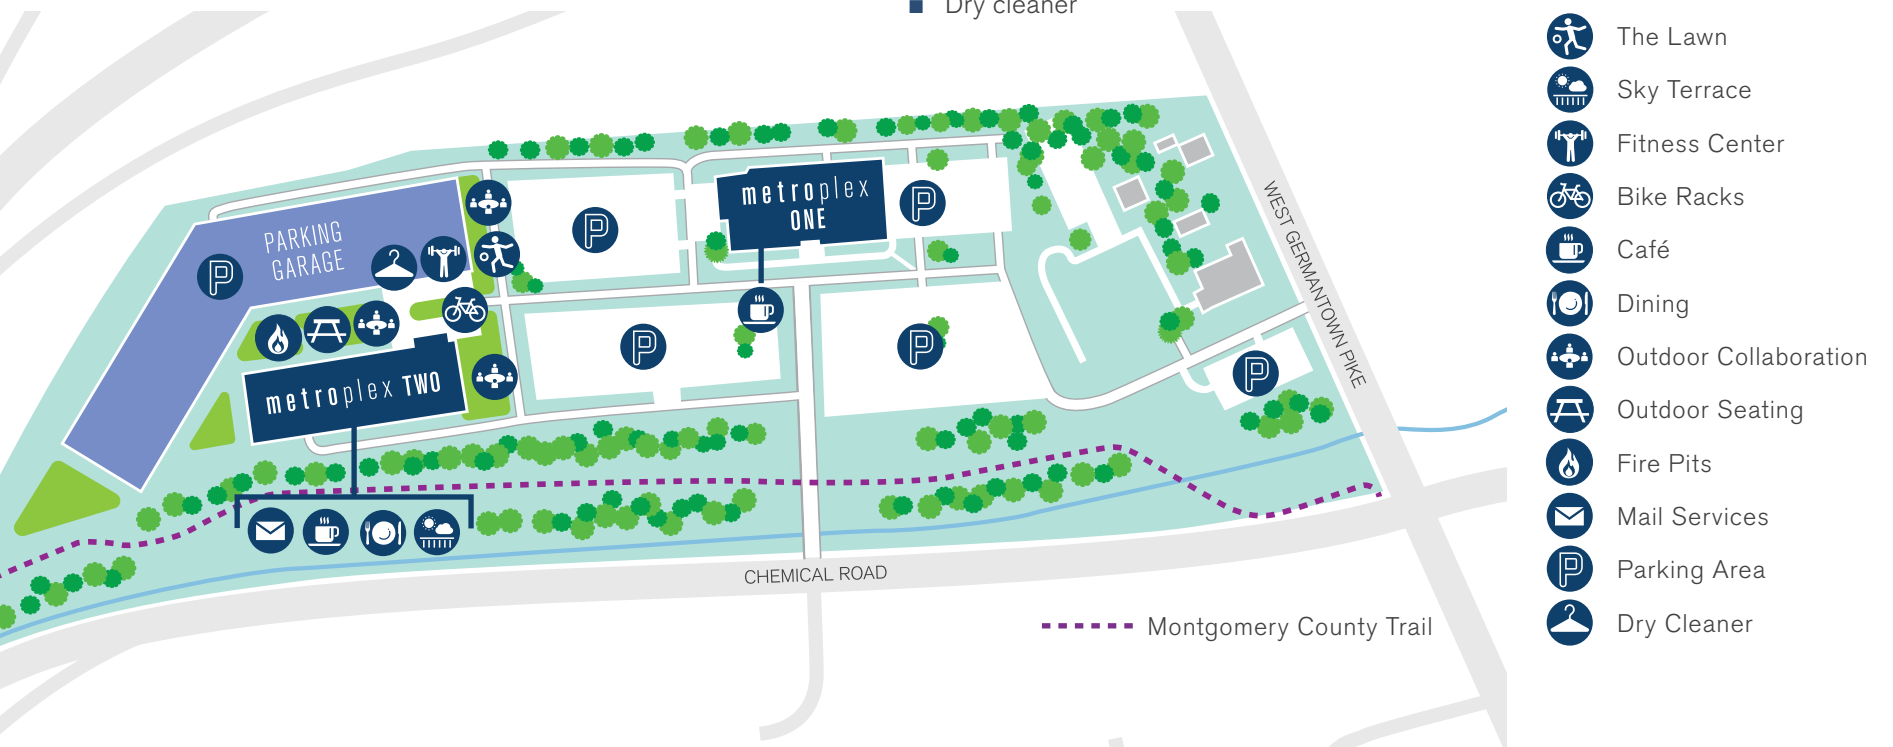 Dry cleaner
The Lawn
Sky Terrace
Fitness Center
Bike Racks
Café
Dining
Outdoor Collaboration
Outdoor Seating
Fire Pits
Mail Services
P Parking Area
Dry Cleaner
PARKING
GARAGE
P
P
metroplex
ONE
P
metroplex TWO
P
P
P
WEST GERMANTOWN PIKE
CHEMICAL ROAD
Montgomery County Trail